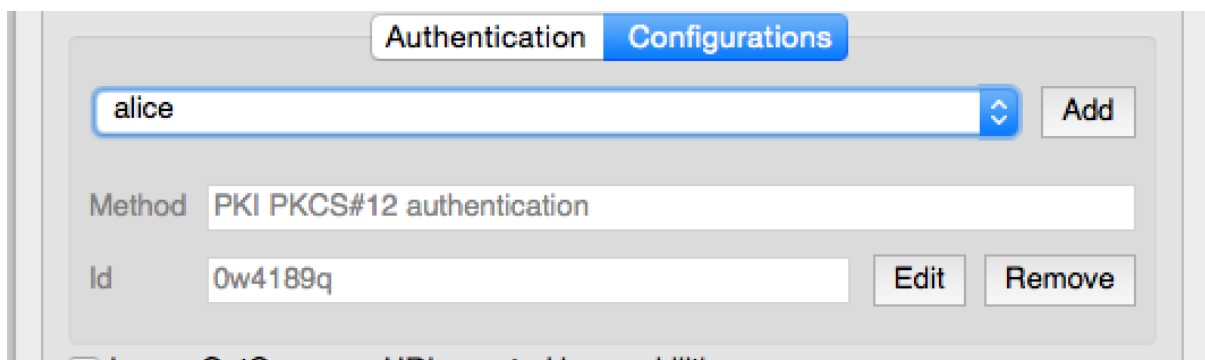 Authentication Configurations
alice Add
Method PKI PKCS#12 authentication
Id 0w4189q Edit Remove